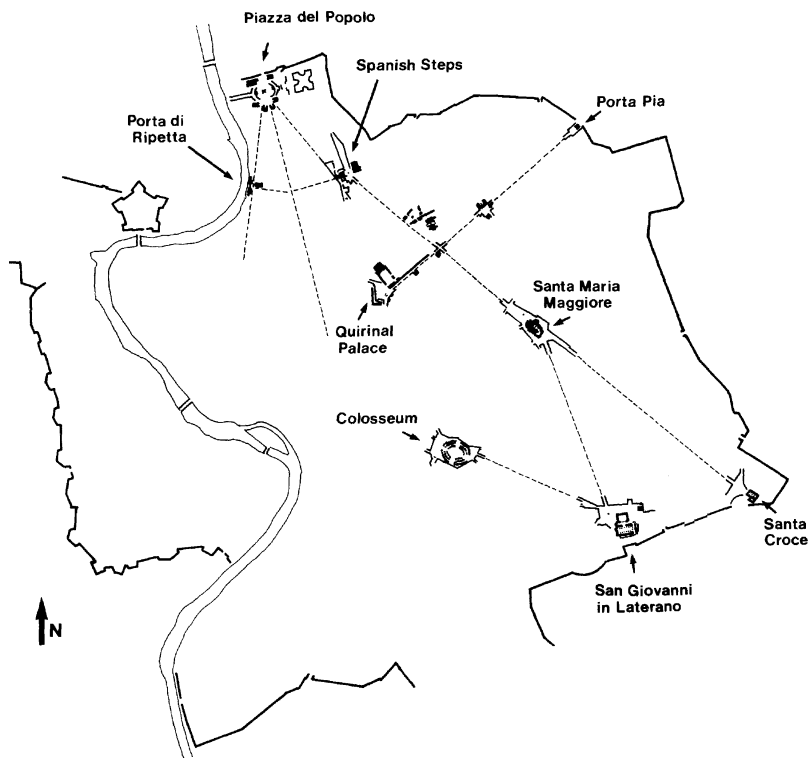 Piazza del Popolo
Spanish Steps
Porta Pia
Porta di
Ripetta
Santa Maria
Maggiore
Quirinal
Palace
Colosseum
Santa
Croce
San Giovanni
in Laterano
N